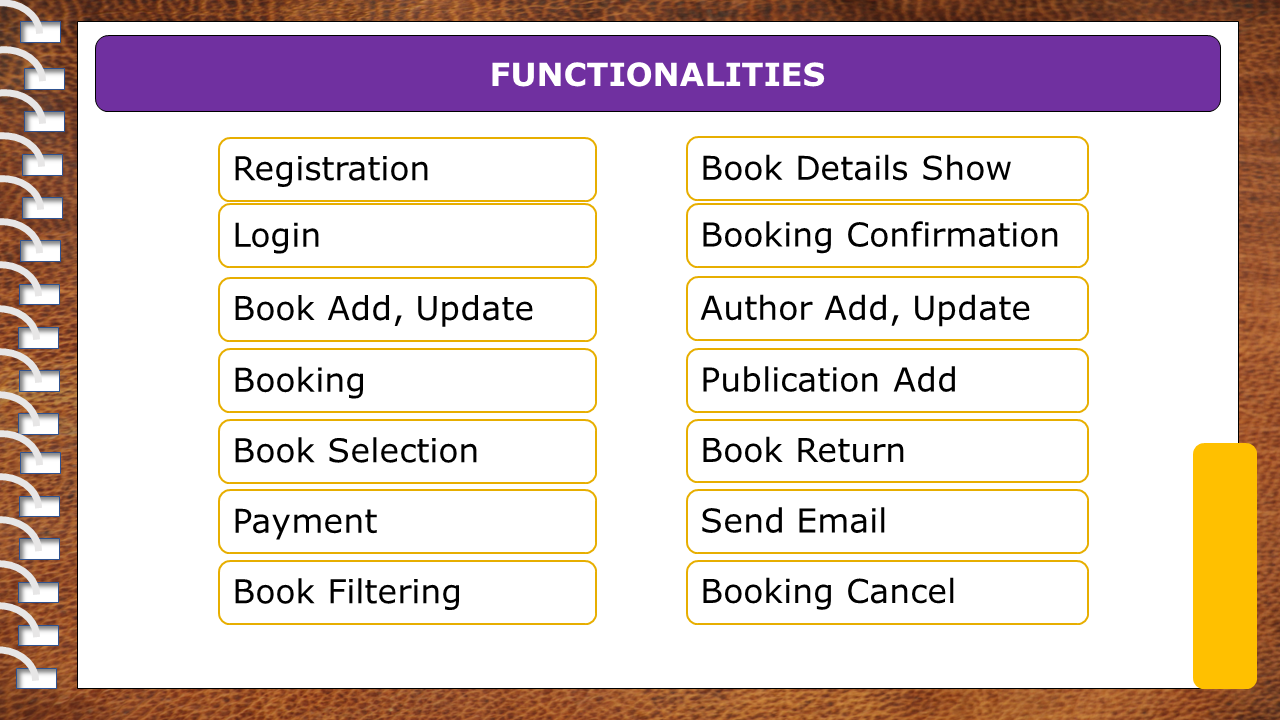 FUNCTIONALITIES
Registration
Login
Book Add, Update
Booking
Book Selection
Payment
Book Filtering
Book Details Show
Booking Confirmation
Author Add, Update
Publication Add
Book Return
Send Email
Booking Cancel